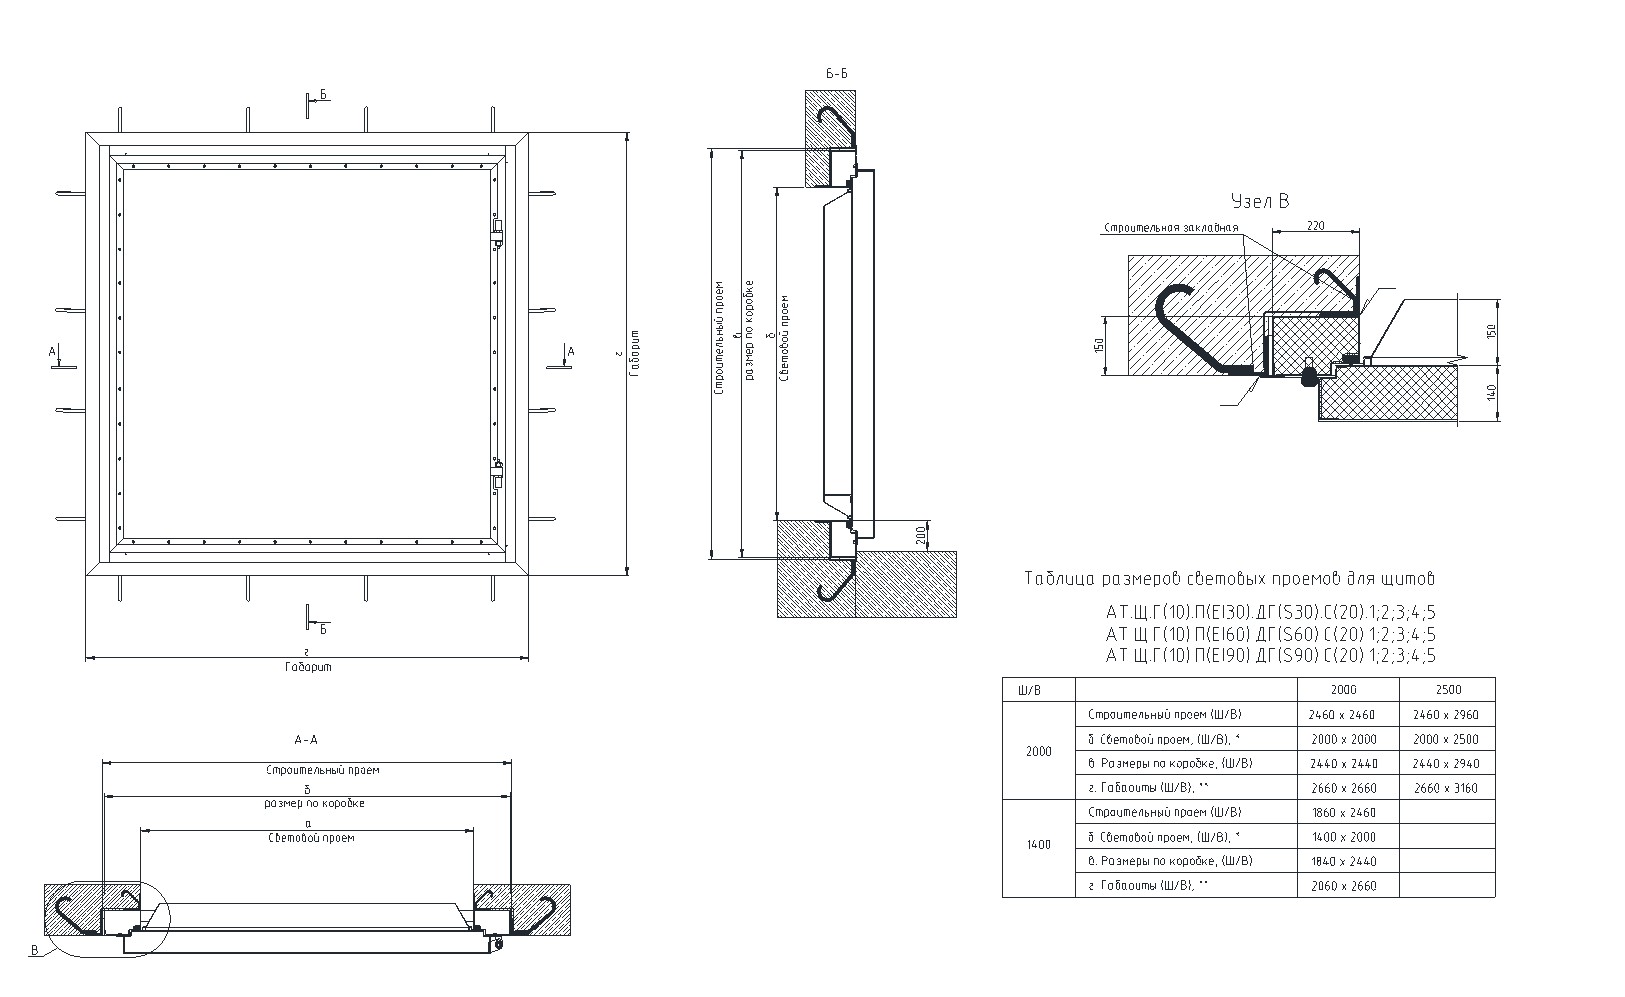 Б
А
А
г
Габарит
Б
г
Габарит
А-А
Строительный проем
б
размер по коробке
а
Световой проем
В
Б-Б
Строительный проем
в
размер по коробке
б
Световой проем
200
Узел В
Строительная закладная
220
150
150
140
Таблица размеров световых проемов для щитов
АТ.Щ.Г(10).П(EI30).ДГ(S30).С(20).1;2;3;4;5
АТ Щ.Г(10) П(EI60) ДГ(S60) С(20) 1;2;3;4;5
АТ Щ.Г(10) П(EI90) ДГ(S90) С(20) 1;2;3;4;5
Ш/В 2000 2500
2000
Строительный проем (Ш/В) 2460 x 2460 2460 x 2960
б Световой проем, (Ш/В), * 2000 x 2000 2000 x 2500
в Размеры по коробке, (Ш/В) 2440 x 2440 2440 x 2940
г. Габариты (Ш/В), ** 2660 x 2660 2660 x 3160
1400
Строительный проем (Ш/В) 1860 x 2460
б Световой проем, (Ш/В), * 1400 x 2000
в. Размеры по коробке, (Ш/В) 1840 x 2440
г Габариты (Ш/В), ** 2060 x 2660